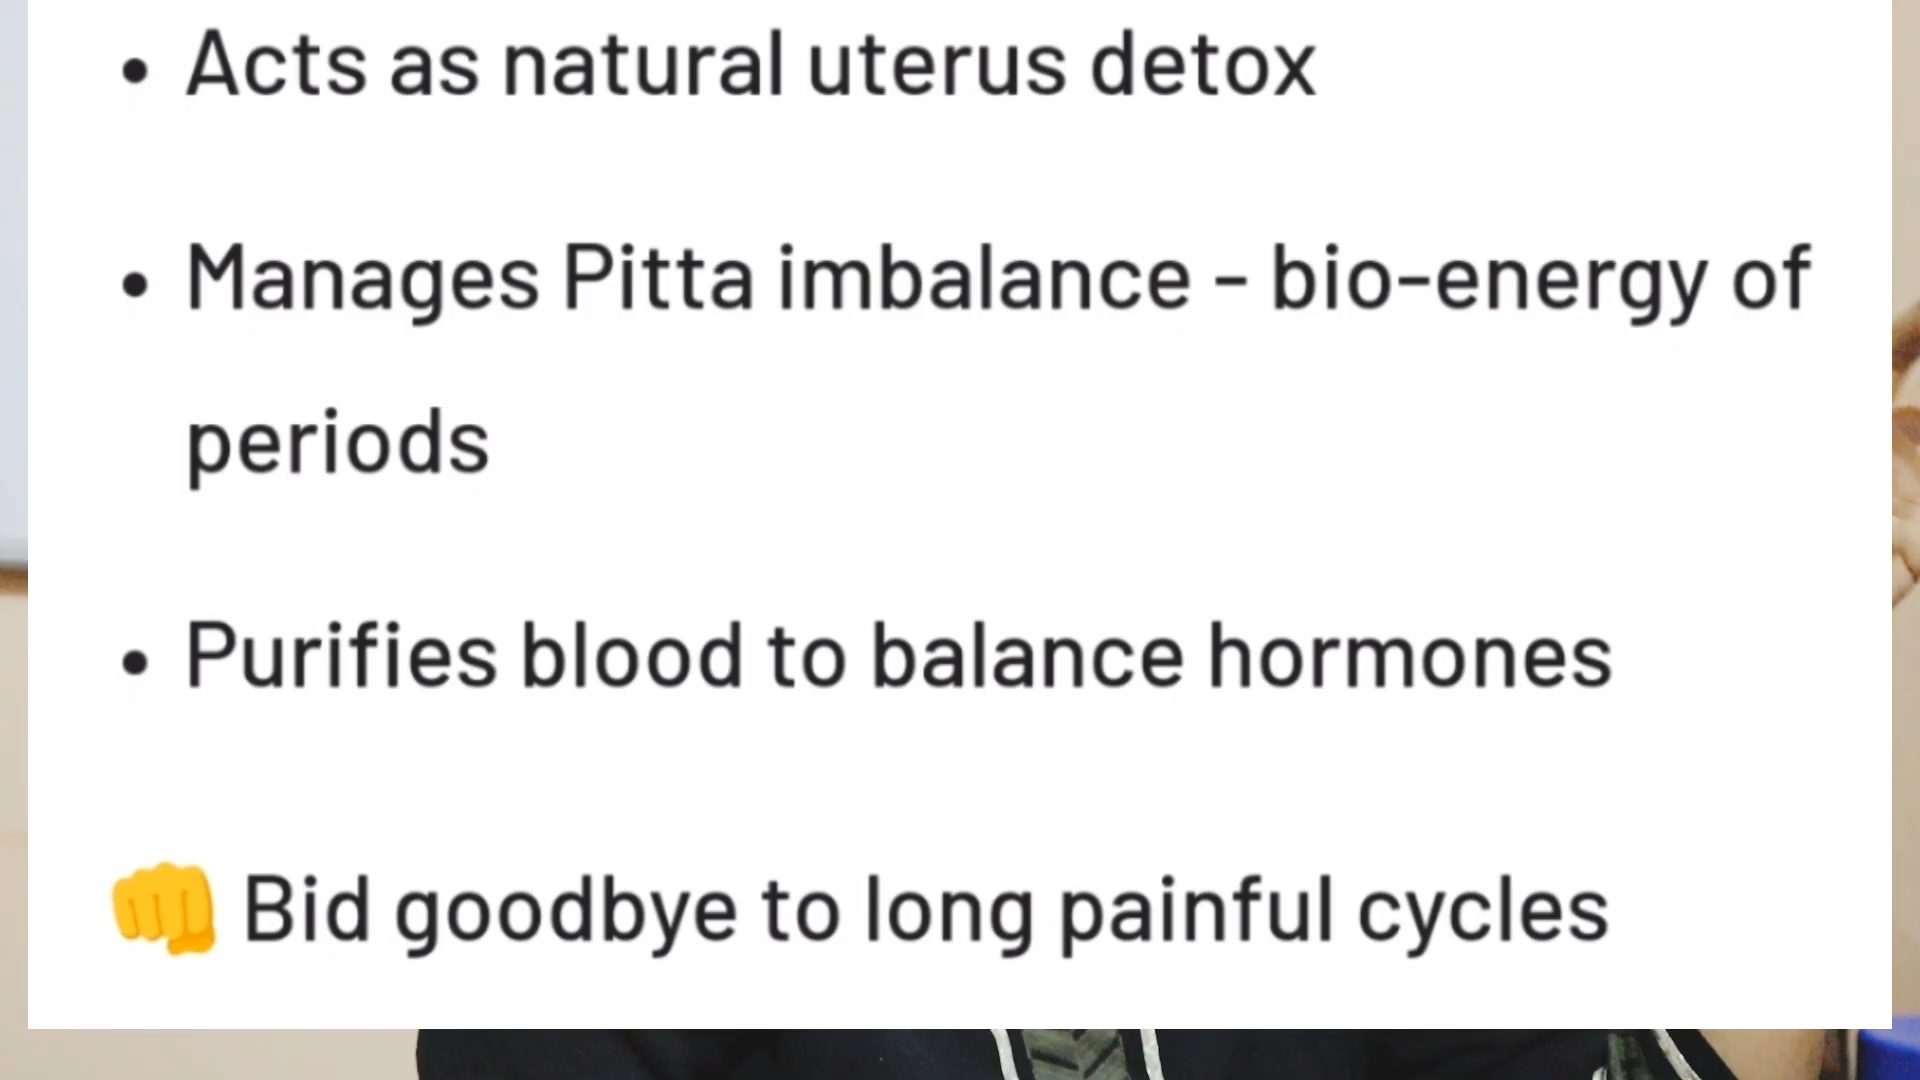 • Acts as natural uterus detox
• Manages Pitta imbalance - bio-energy of
periods
• Purifies blood to balance hormones
👊 Bid goodbye to long painful cycles